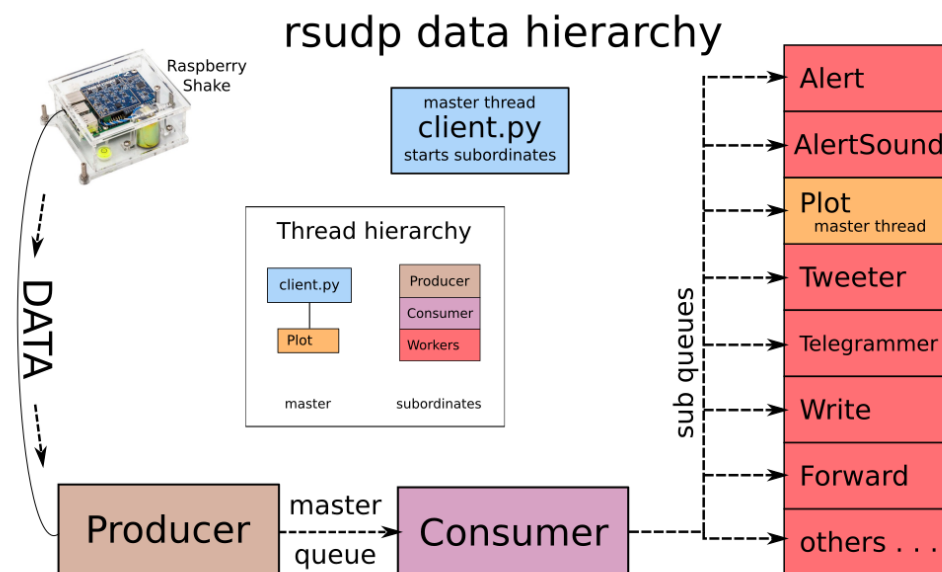 rsudp data hierarchy
Raspberry
Shake
master thread
client.py
starts subordinates
DATA
Thread hierarchy
client.py
Plot
master
Producer
Consumer
Workers
subordinates
Producer
master
queue
Consumer
sub queues
Alert
AlertSound
Plot
master thread
Tweeter
Telegrammer
Write
Forward
others . . .